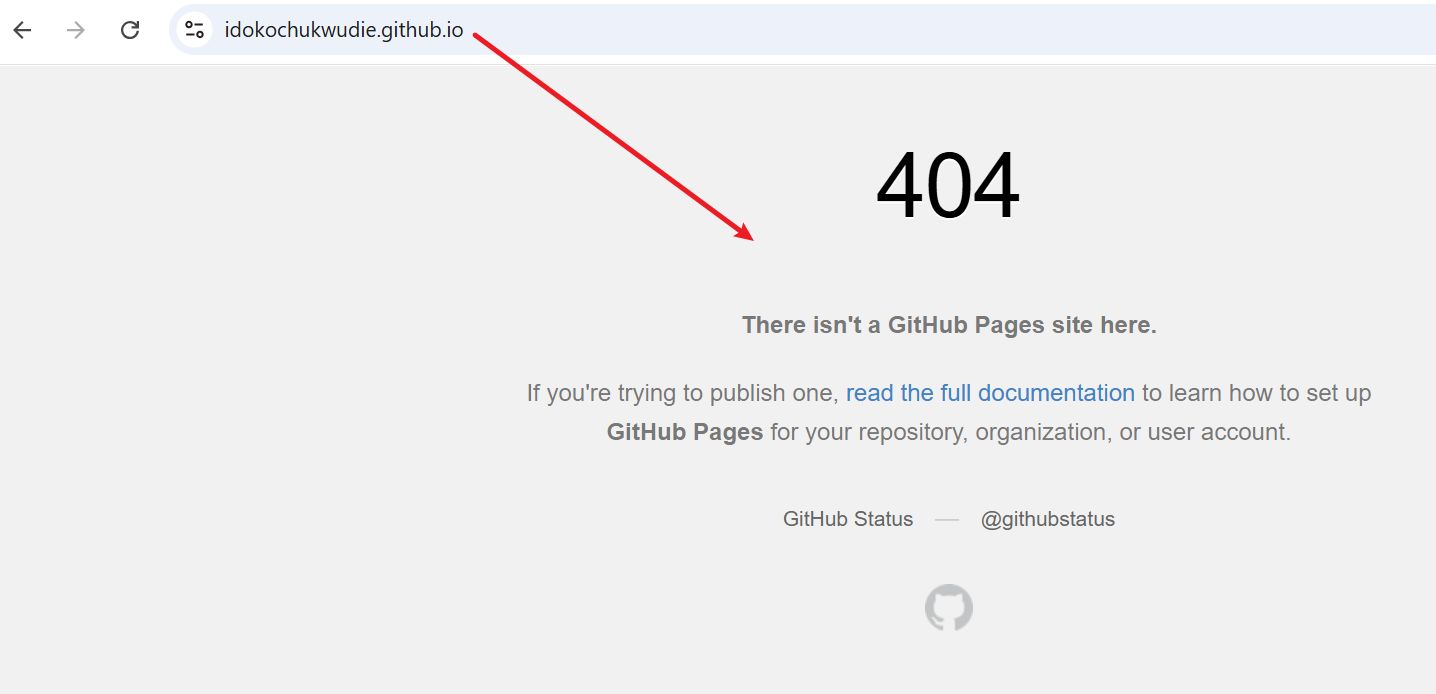 idokochukwudie.github.io
404
There isn't a GitHub Pages site here.
If you're trying to publish one, read the full documentation to learn how to set up
GitHub Pages for your repository, organization, or user account.
GitHub Status — @githubstatus